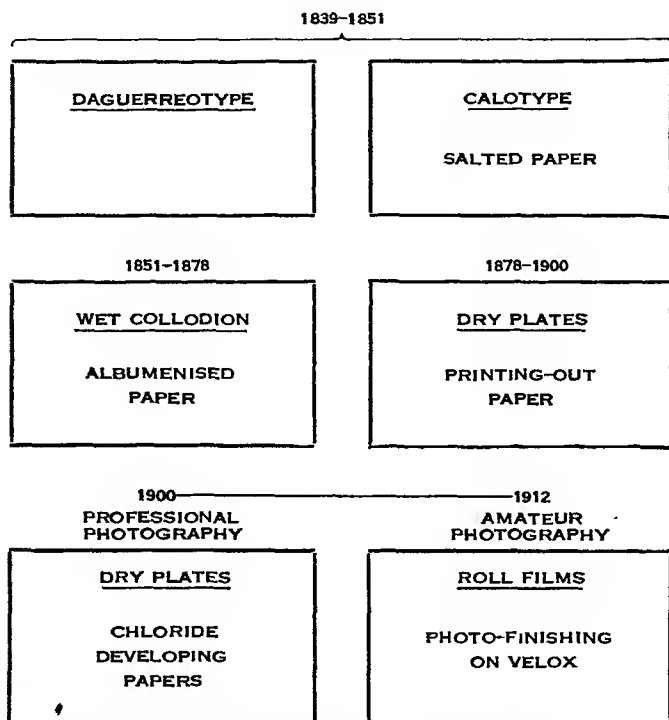 1839–1851
DAGUERREOTYPE
CALOTYPE
SALTED PAPER
1851–1878
WET COLLODION
ALBUMENISED
PAPER
1878–1900
DRY PLATES
PRINTING-OUT
PAPER
1900 1912
PROFESSIONAL
PHOTOGRAPHY
DRY PLATES
CHLORIDE
DEVELOPING
PAPERS
AMATEUR
PHOTOGRAPHY
ROLL FILMS
PHOTO-FINISHING
ON VELOX